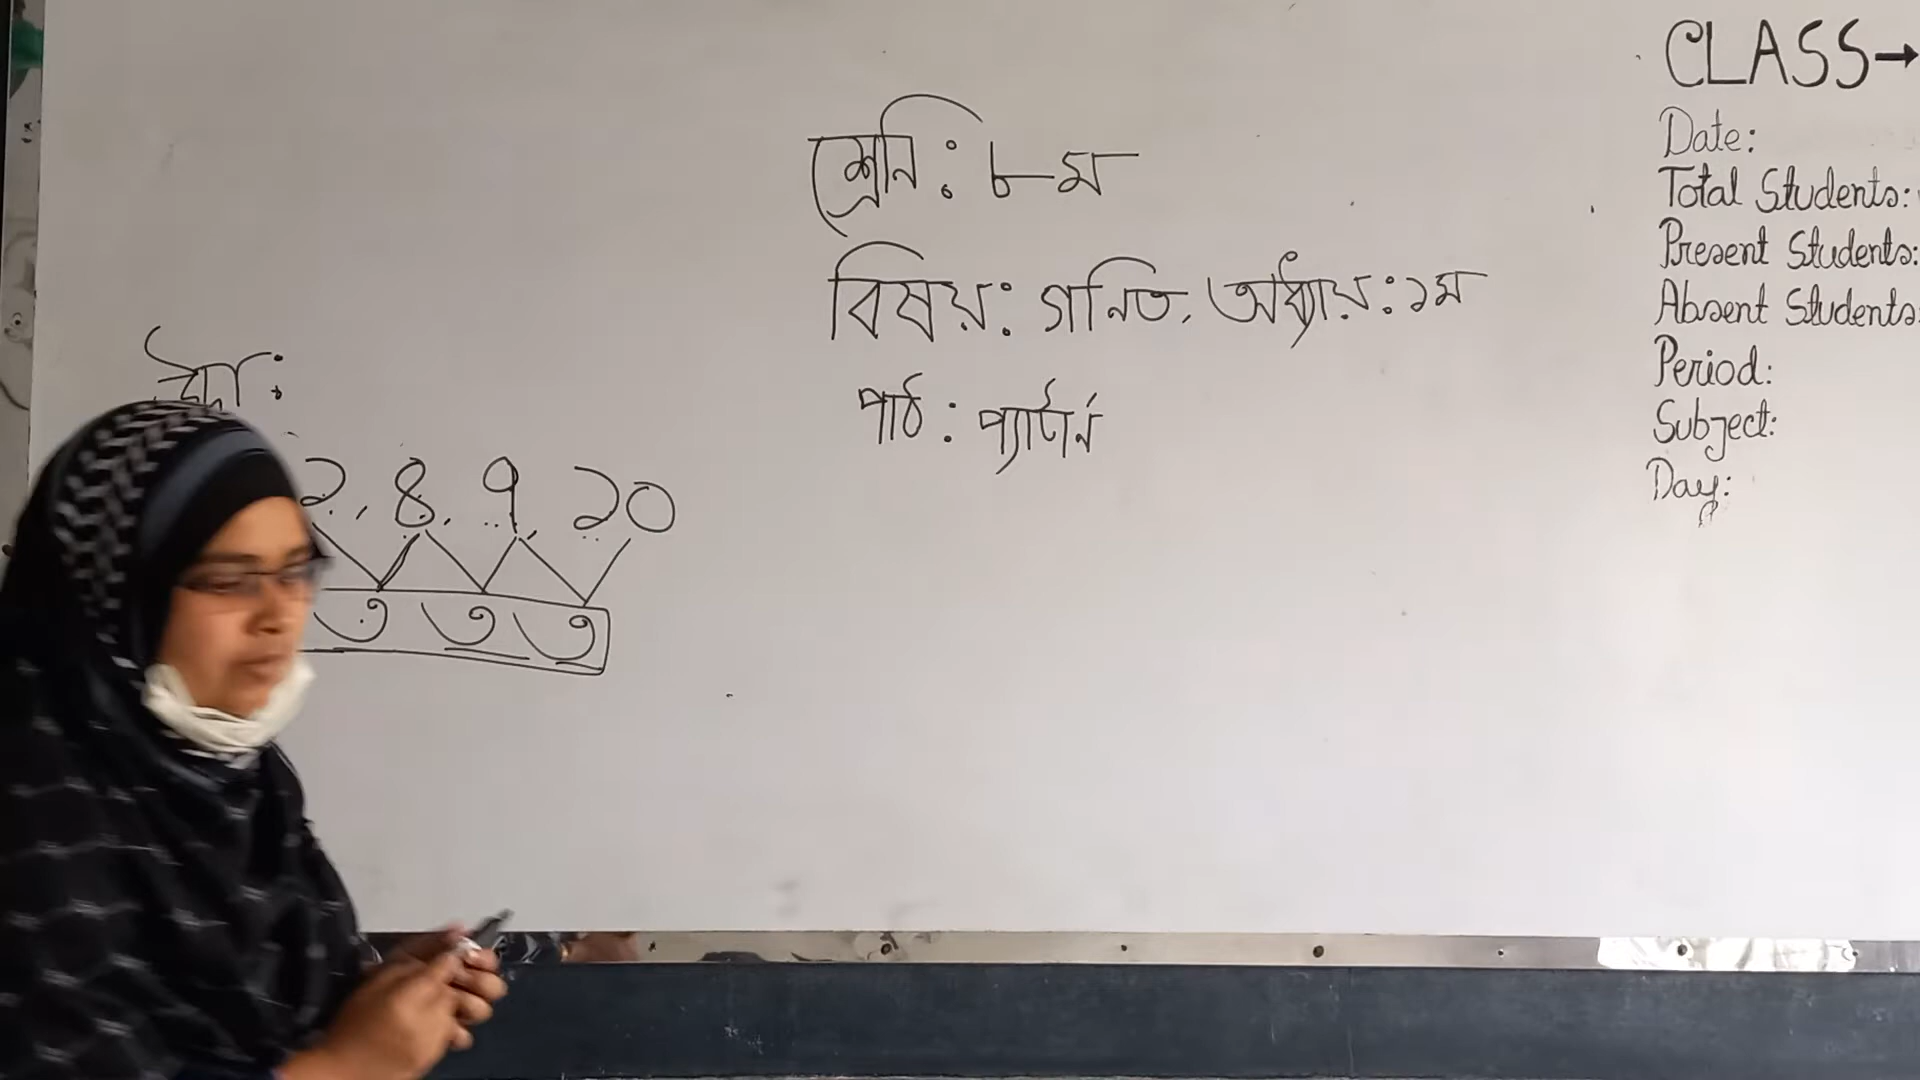 শ্রেনি: ৮ম
বিষয়: গনিত, অধ্যায়: ১ম
পাঠ: প্যাটার্ন
১, ৪, ৭, ১০
৩ ৩ ৩
CLASS→
Date:
Total Students:
Present Students:
Absent Students:
Period:
Subject:
Day: